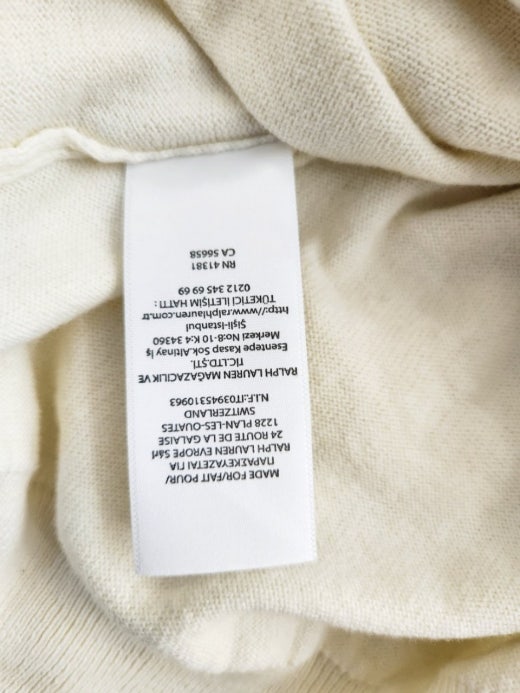 MADE FOR/FAIT POUR/
ΠΑΡΑΣΚΕΥΑΖΕΤΑΙ ΓΙΑ
RALPH LAUREN EUROPE Sàrl
24 ROUTE DE LA GALAISE
1228 PLAN-LES-OUATES
SWITZERLAND
N.I.F:IT03945310963
RALPH LAUREN MAĞAZACILIK VE
TİC.LTD.ŞTİ.
Esentepe Kasap Sok.Altınay İş
Merkezi No:8-10 K:4 34360
Şişli-İstanbul
http://www.ralphlauren.com.tr
TÜKETİCİ İLETİŞİM HATTI :
0212 345 69 69
RN 41381
CA 56658